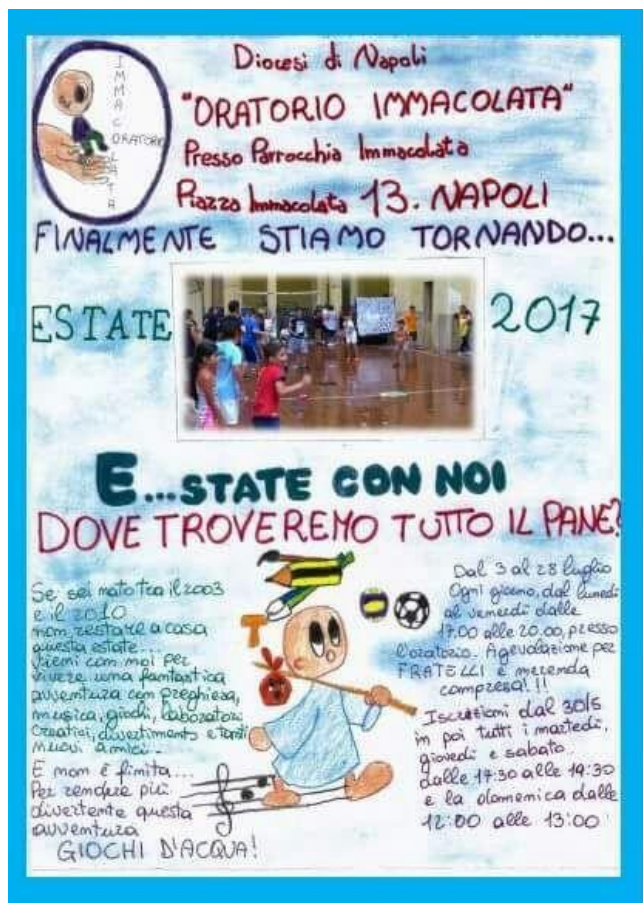 IMMACOLATA
ORATORIO
Diocesi di Napoli
"ORATORIO IMMACOLATA"
Presso Parrocchia Immacolata
Piazza Immacolata 13. NAPOLI
FINALMENTE STIAMO TORNANDO...
ESTATE 2017
E...STATE CON NOI
DOVE TROVEREMO TUTTO IL PANE?
Se sei nato tra il 2003
e il 2010
non restare a casa
questa estate...
Vieni con noi per
vivere una fantastica
avventura con preghiera,
musica, giochi, laboratori
creativi, divertimento e tanti
nuovi amici...
E non è finita...
Per rendere più
divertente questa
avventura
GIOCHI D'ACQUA!
T
Dal 3 al 28 luglio
Ogni giorno, dal lunedì
al venerdì dalle
17.00 alle 20.00, presso
l'oratorio. Agevolazione per
FRATELLI e merenda
compresa!!!
Iscrizioni dal 30/5
in poi tutti i martedì,
giovedì e sabato
dalle 17:30 alle 19:30
e la domenica dalle
12:00 alle 13:00